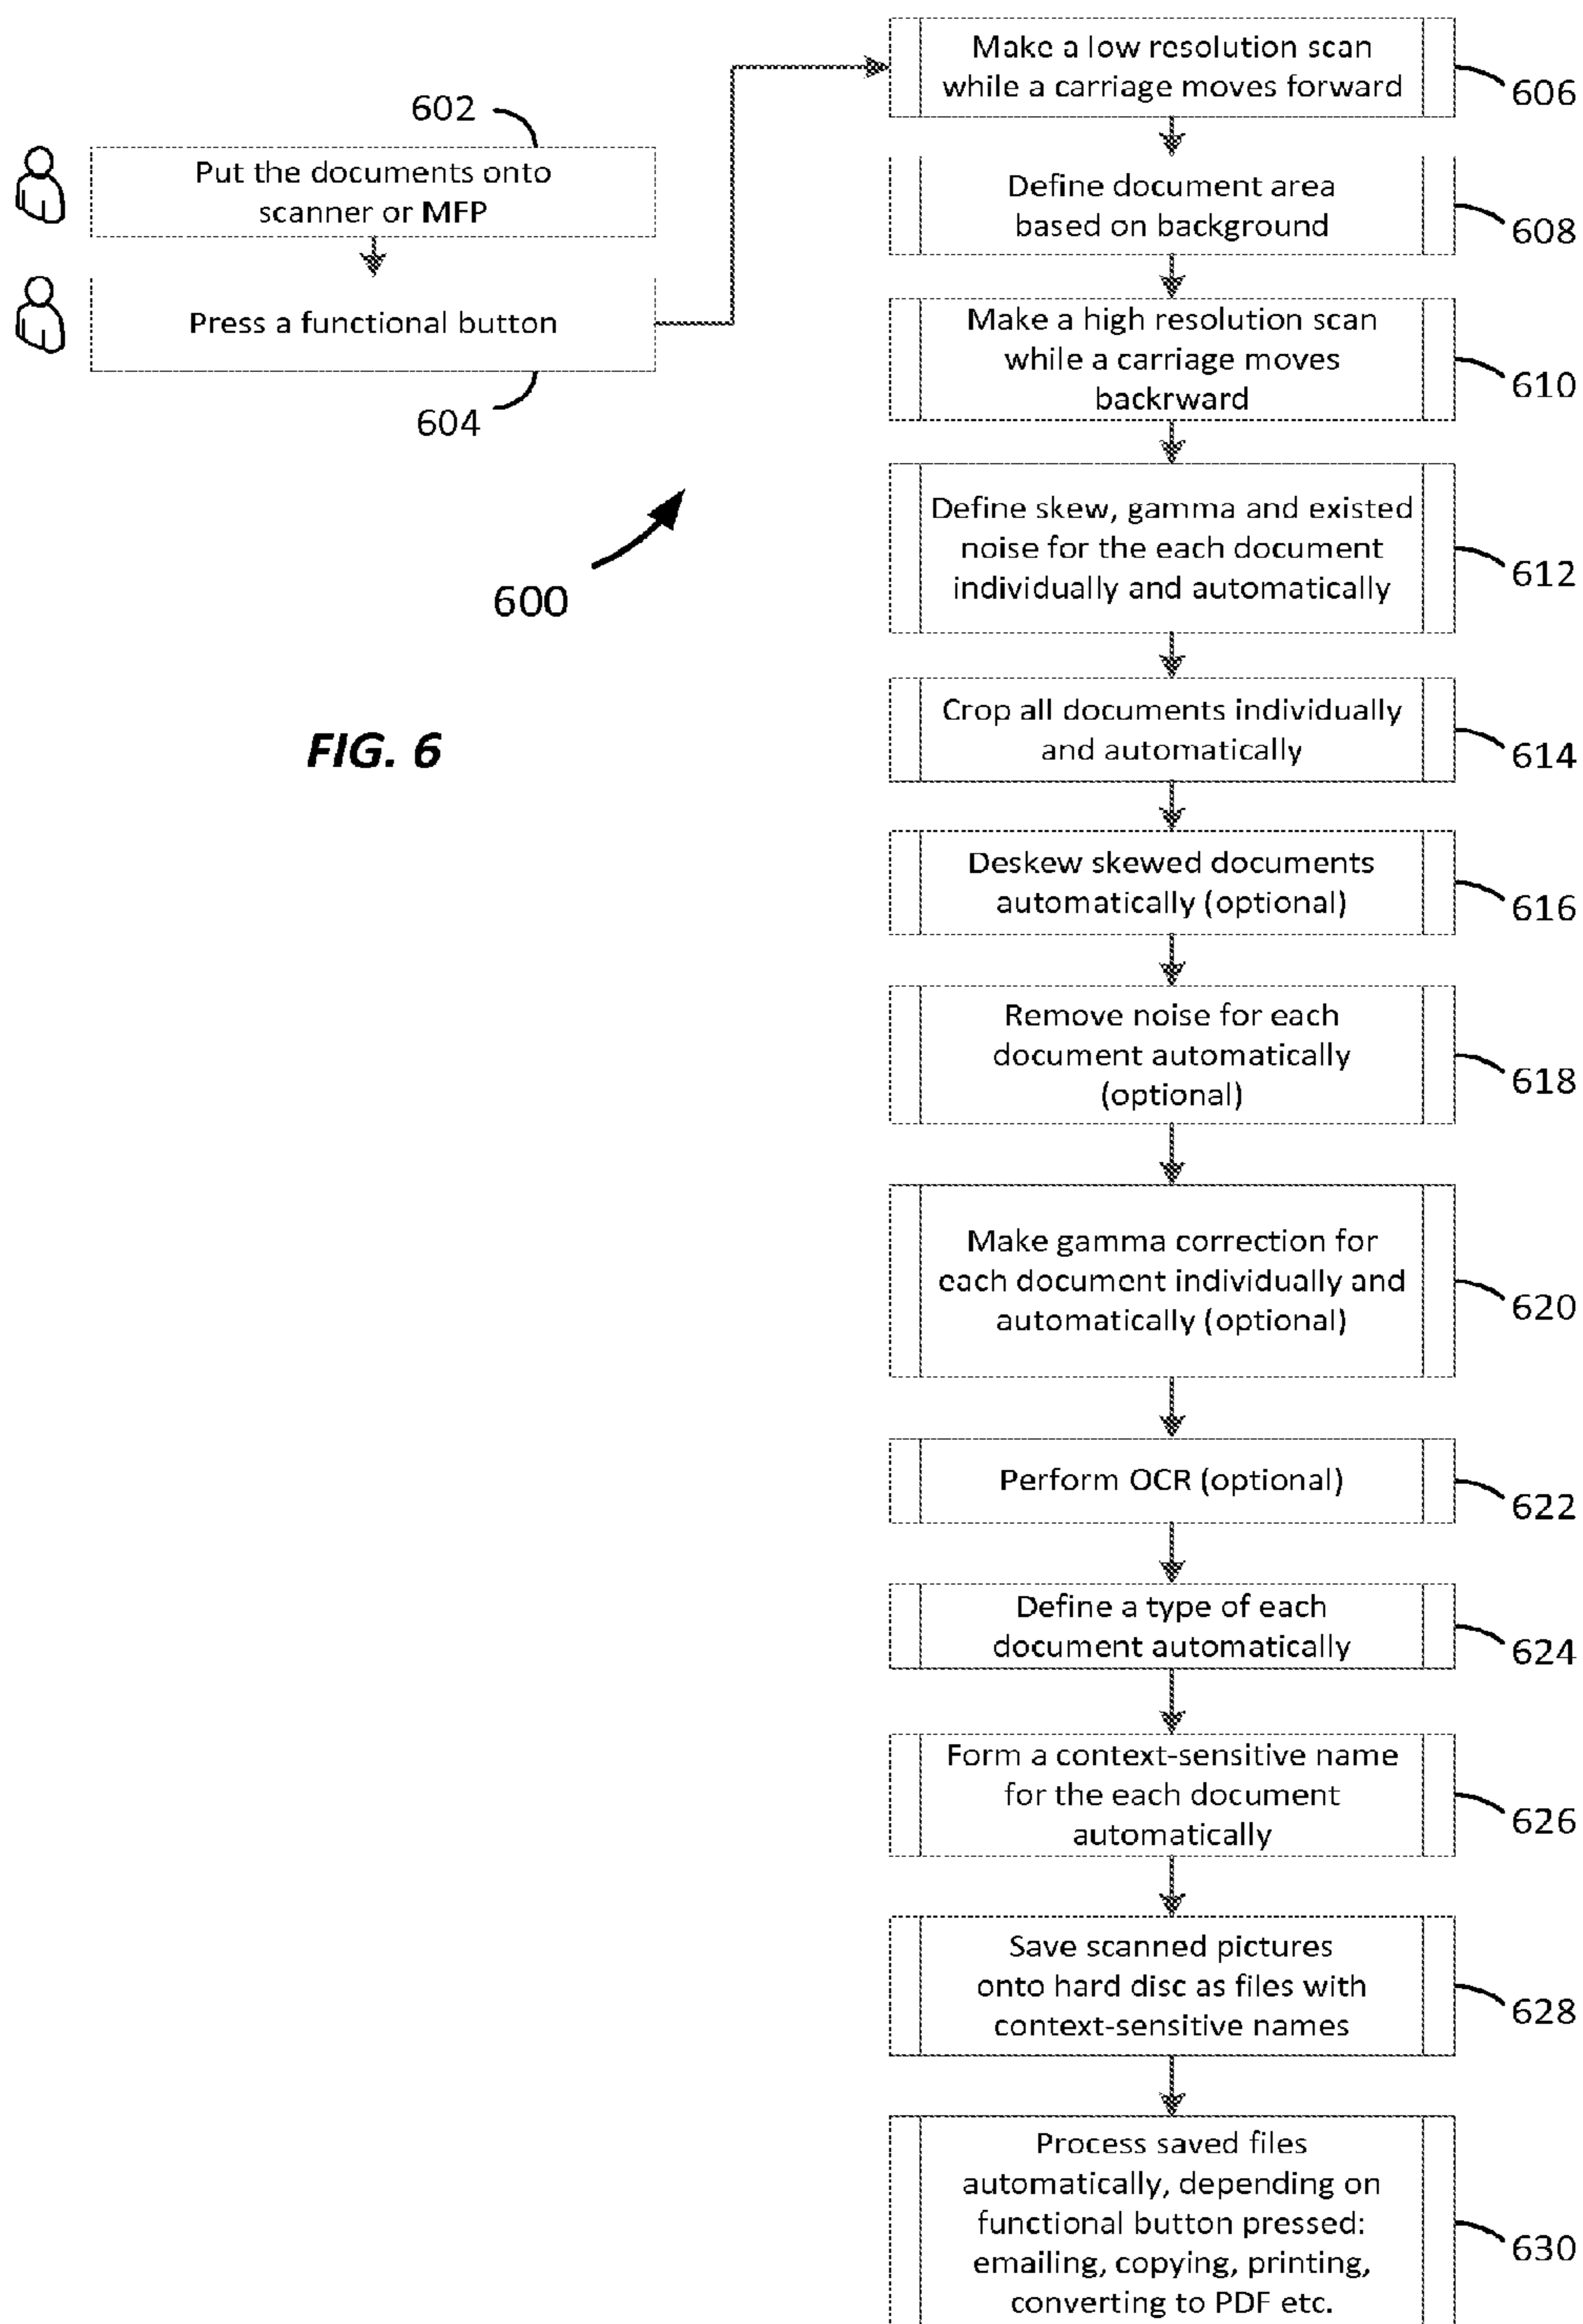 602
Put the documents onto
scanner or MFP
Press a functional button
604
600
FIG. 6
Make a low resolution scan
while a carriage moves forward
606
Define document area
based on background
608
Make a high resolution scan
while a carriage moves
backrward
610
Define skew, gamma and existed
noise for the each document
individually and automatically
612
Crop all documents individually
and automatically
614
Deskew skewed documents
automatically (optional)
616
Remove noise for each
document automatically
(optional)
618
Make gamma correction for
each document individually and
automatically (optional)
620
Perform OCR (optional)
622
Define a type of each
document automatically
624
Form a context-sensitive name
for the each document
automatically
626
Save scanned pictures
onto hard disc as files with
context-sensitive names
628
Process saved files
automatically, depending on
functional button pressed:
emailing, copying, printing,
converting to PDF etc.
630